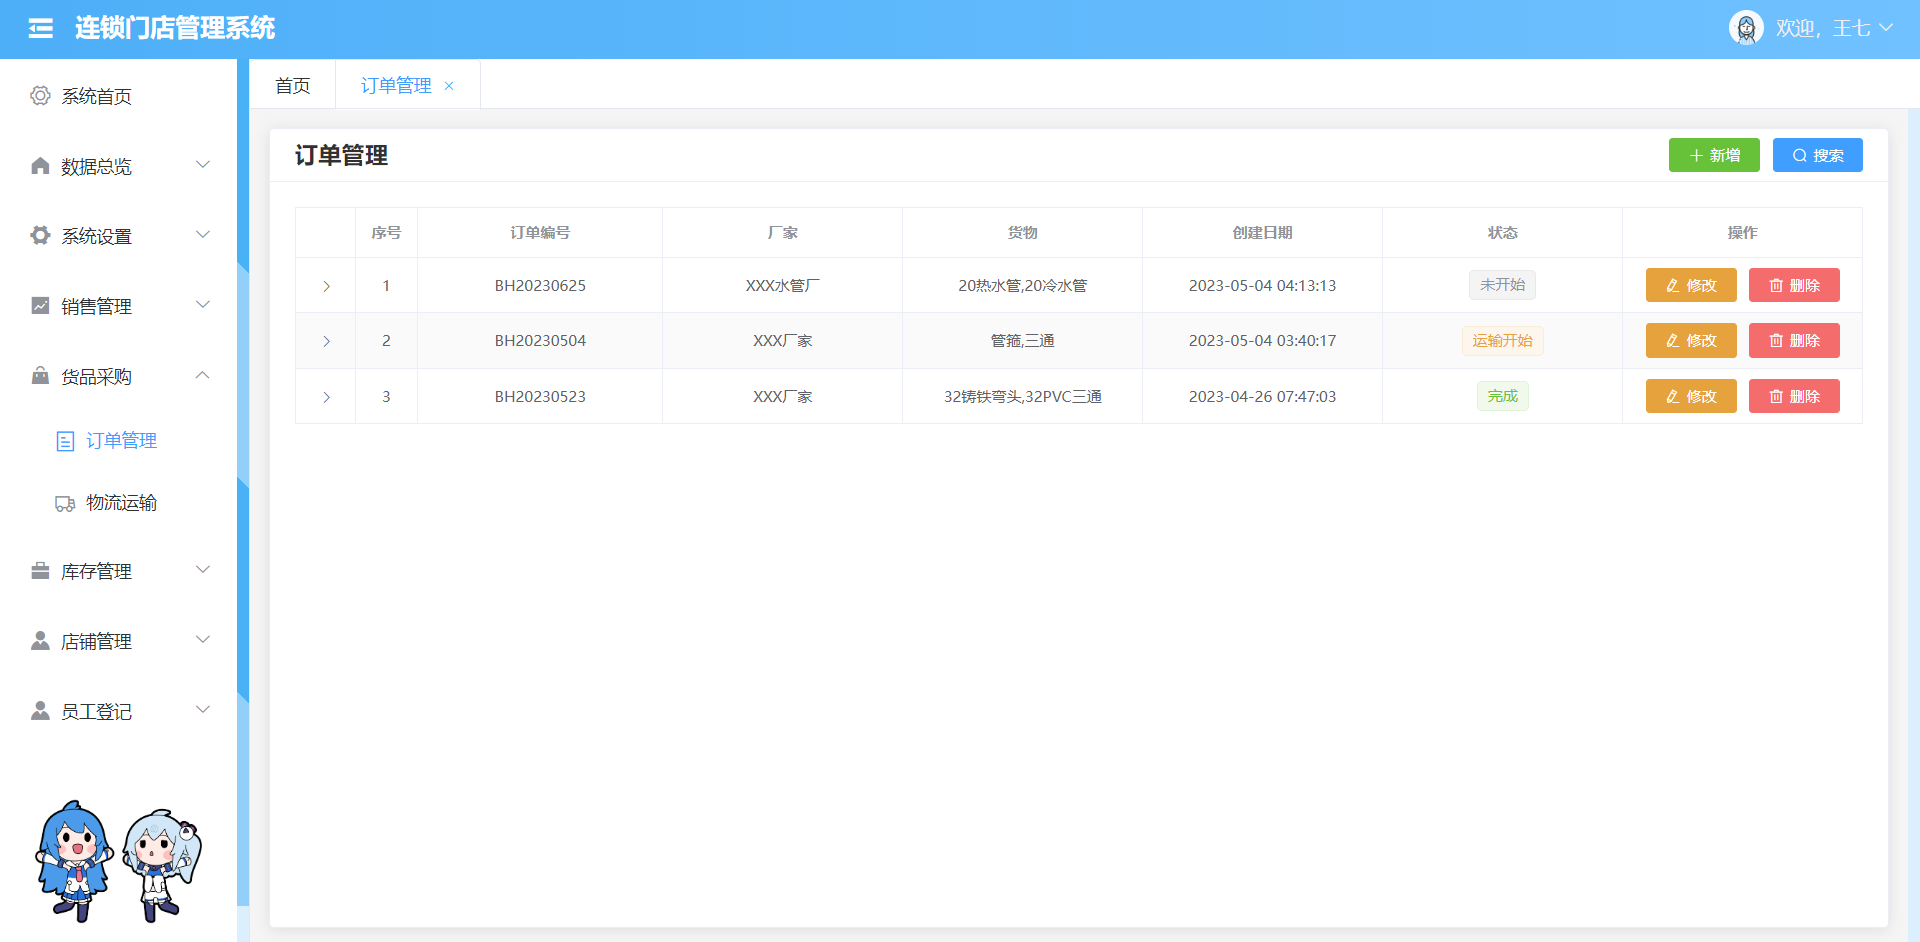 连锁门店管理系统
欢迎，王七
系统首页
数据总览
系统设置
销售管理
货品采购
订单管理
物流运输
库存管理
店铺管理
员工登记
首页 订单管理 ×
订单管理
新增 搜索
序号 订单编号 厂家 货物 创建日期 状态 操作
1 BH20230625 XXX水管厂 20热水管,20冷水管 2023-05-04 04:13:13 未开始 修改 删除
2 BH20230504 XXX厂家 管箍,三通 2023-05-04 03:40:17 运输开始 修改 删除
3 BH20230523 XXX厂家 32铸铁弯头,32PVC三通 2023-04-26 07:47:03 完成 修改 删除